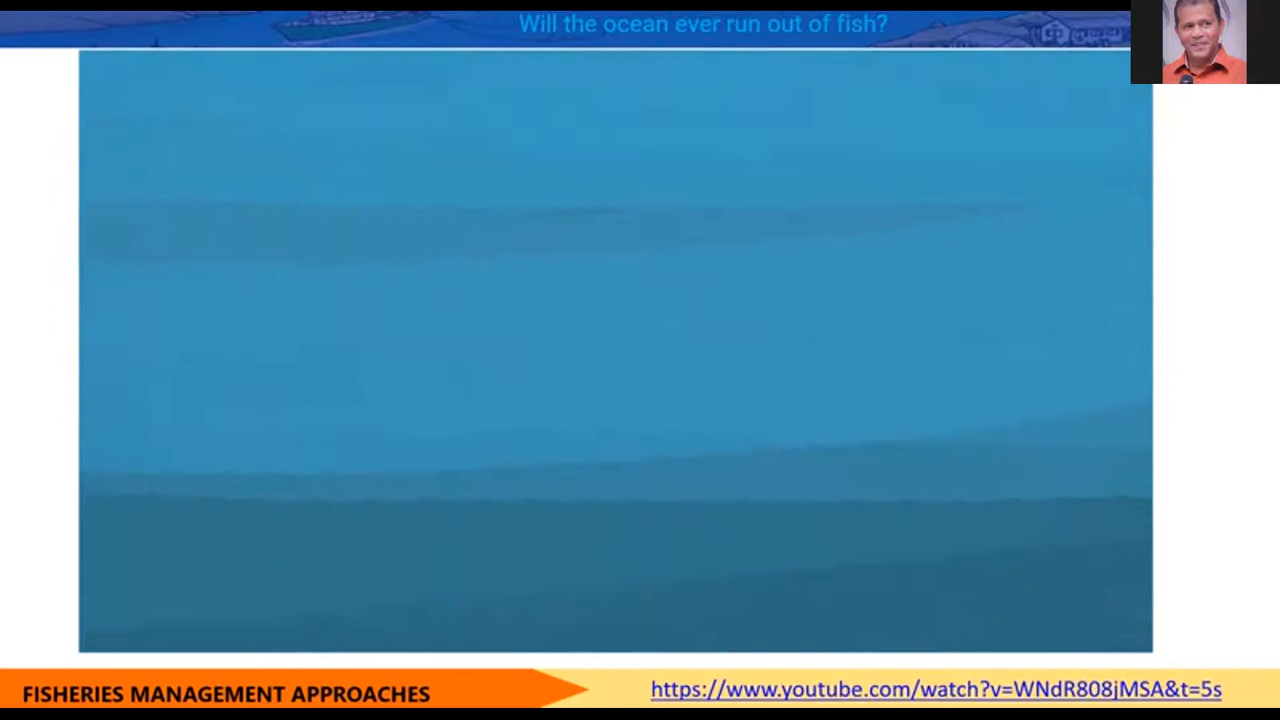 Will the ocean ever run out of fish?
FISHERIES MANAGEMENT APPROACHES
https://www.youtube.com/watch?v=WNdR808jMSA&t=5s